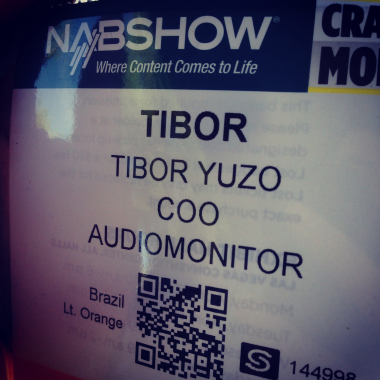 NABSHOW®
Where Content Comes to Life
CRA
MO
TIBOR
TIBOR YUZO
COO
AUDIOMONITOR
Brazil
Lt. Orange
S 144998